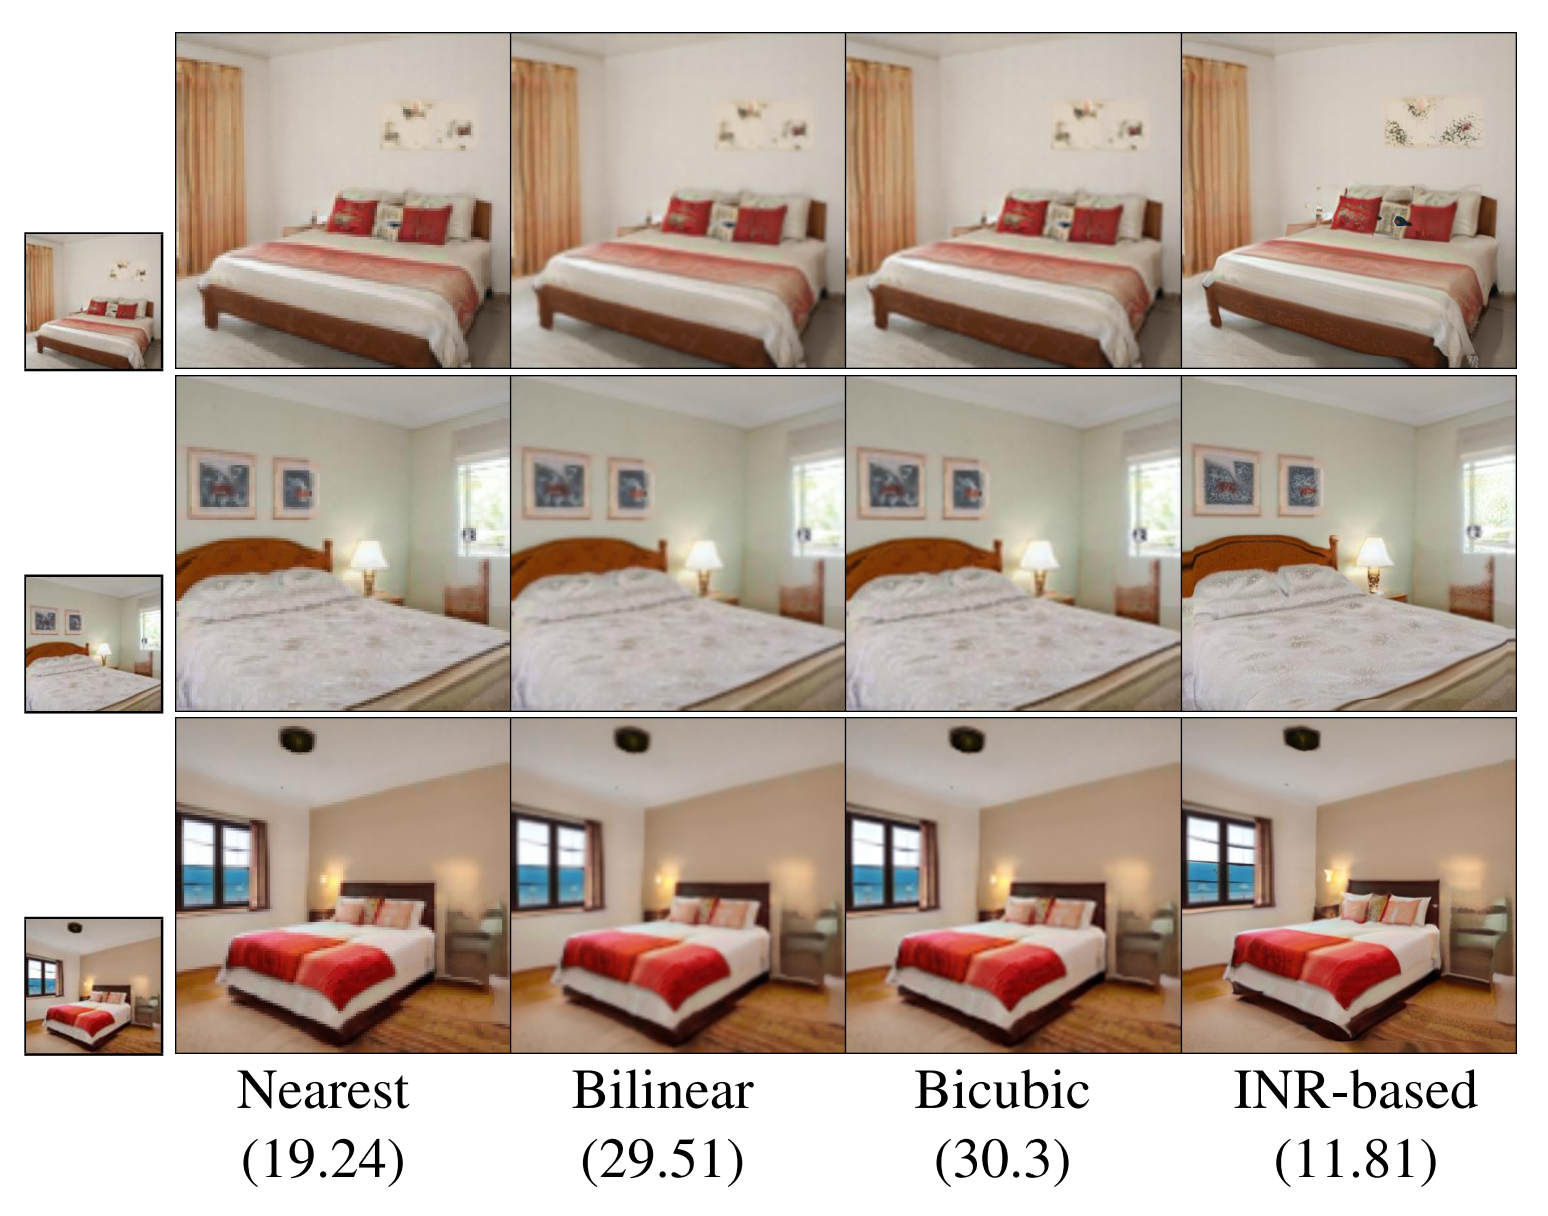 Nearest Bilinear Bicubic INR-based
(19.24) (29.51) (30.3) (11.81)